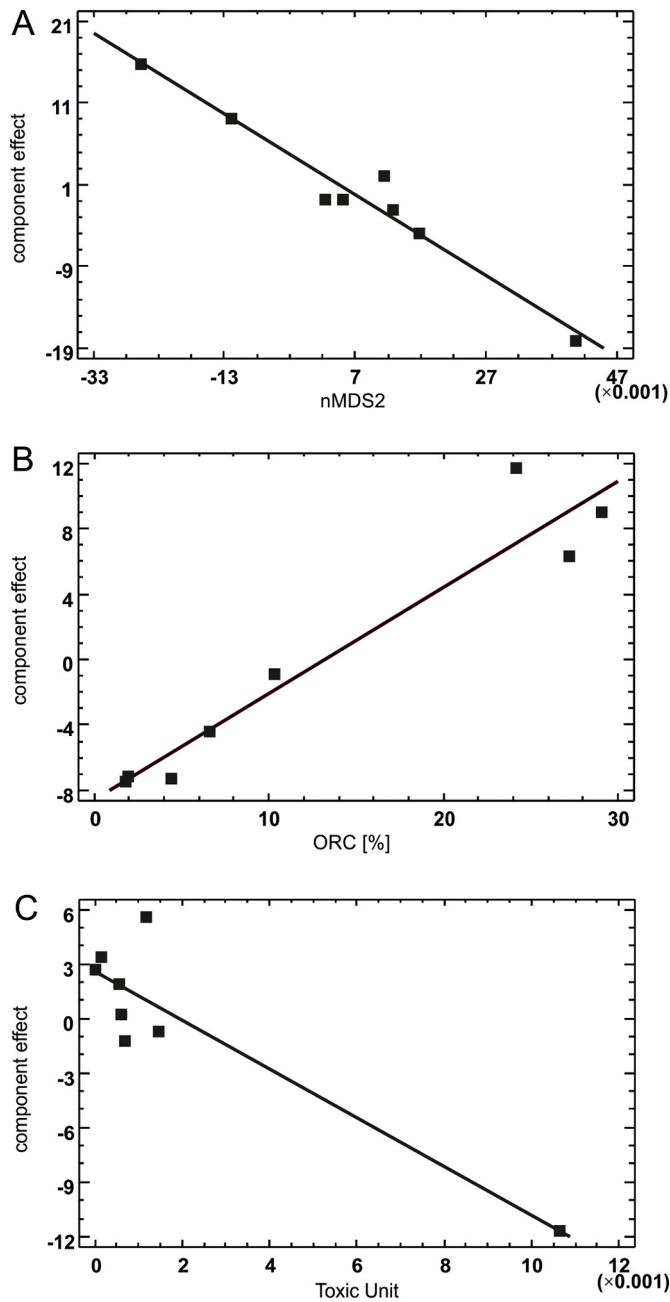 A
21
11
1
-9
-19
component effect
-33 -13 7 27 47
(×0.001)
nMDS2
B
12
8
4
0
-4
-8
component effect
0 10 20 30
ORC [%]
C
6
3
0
-3
-6
-9
-12
component effect
0 2 4 6 8 10 12
(×0.001)
Toxic Unit